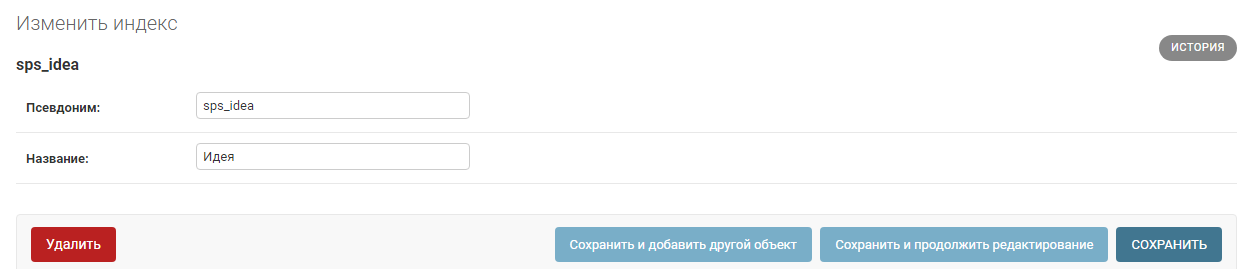 Изменить индекс
ИСТОРИЯ
sps_idea
Псевдоним: sps_idea
Название: Идея
Удалить Сохранить и добавить другой объект Сохранить и продолжить редактирование СОХРАНИТЬ